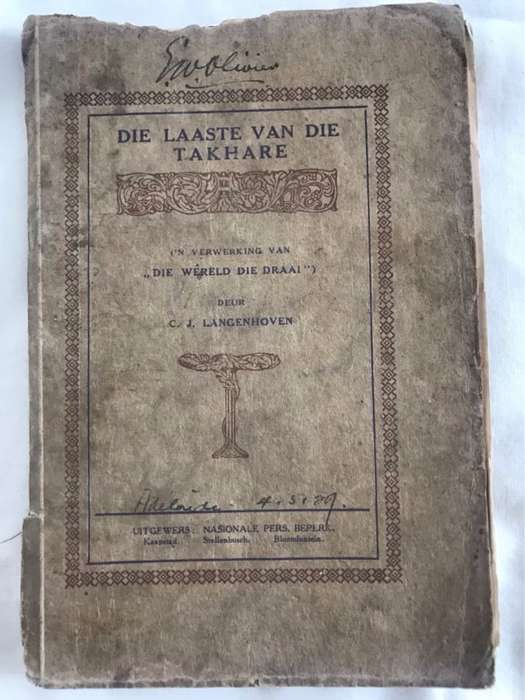 DIE LAASTE VAN DIE
TAKHARE
('N VERWERKING VAN
„DIE WÊRELD DIE DRAAI")
DEUR
C. J. LANGENHOVEN
Adelaide 4.5.29.
UITGEWERS: NASIONALE PERS, BEPERK,
Kaapstad. Stellenbosch. Bloemfontein.